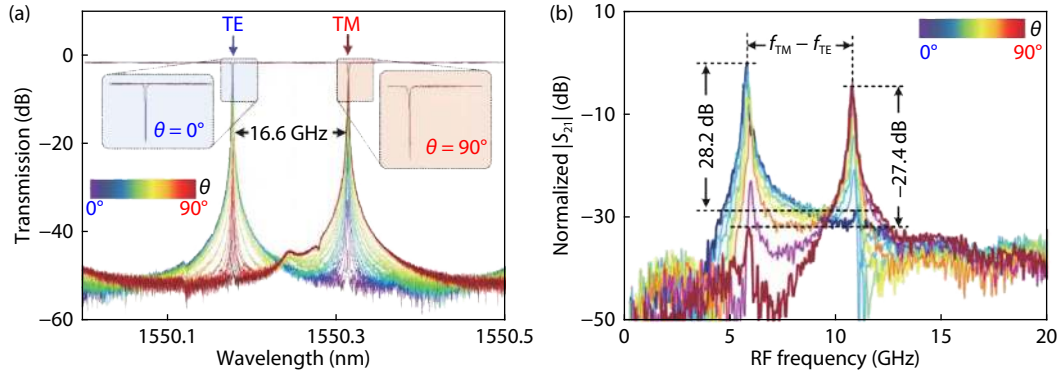 (a)
TE
TM
0
−20
−40
−60
Transmission (dB)
θ = 0°
16.6 GHz
θ = 90°
θ
0°
90°
1550.1
1550.3
1550.5
Wavelength (nm)
(b)
10
−10
−30
−50
Normalized |S21| (dB)
fTM − fTE
θ
0°
90°
28.2 dB
−27.4 dB
0
5
10
15
20
RF frequency (GHz)